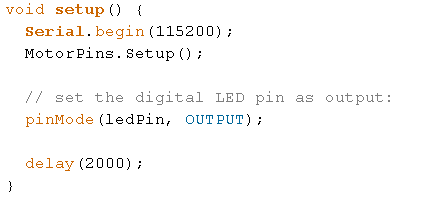 void setup() {
  Serial.begin(115200);
  MotorPins.Setup();

  // set the digital LED pin as output:
  pinMode(ledPin, OUTPUT);

  delay(2000);
}